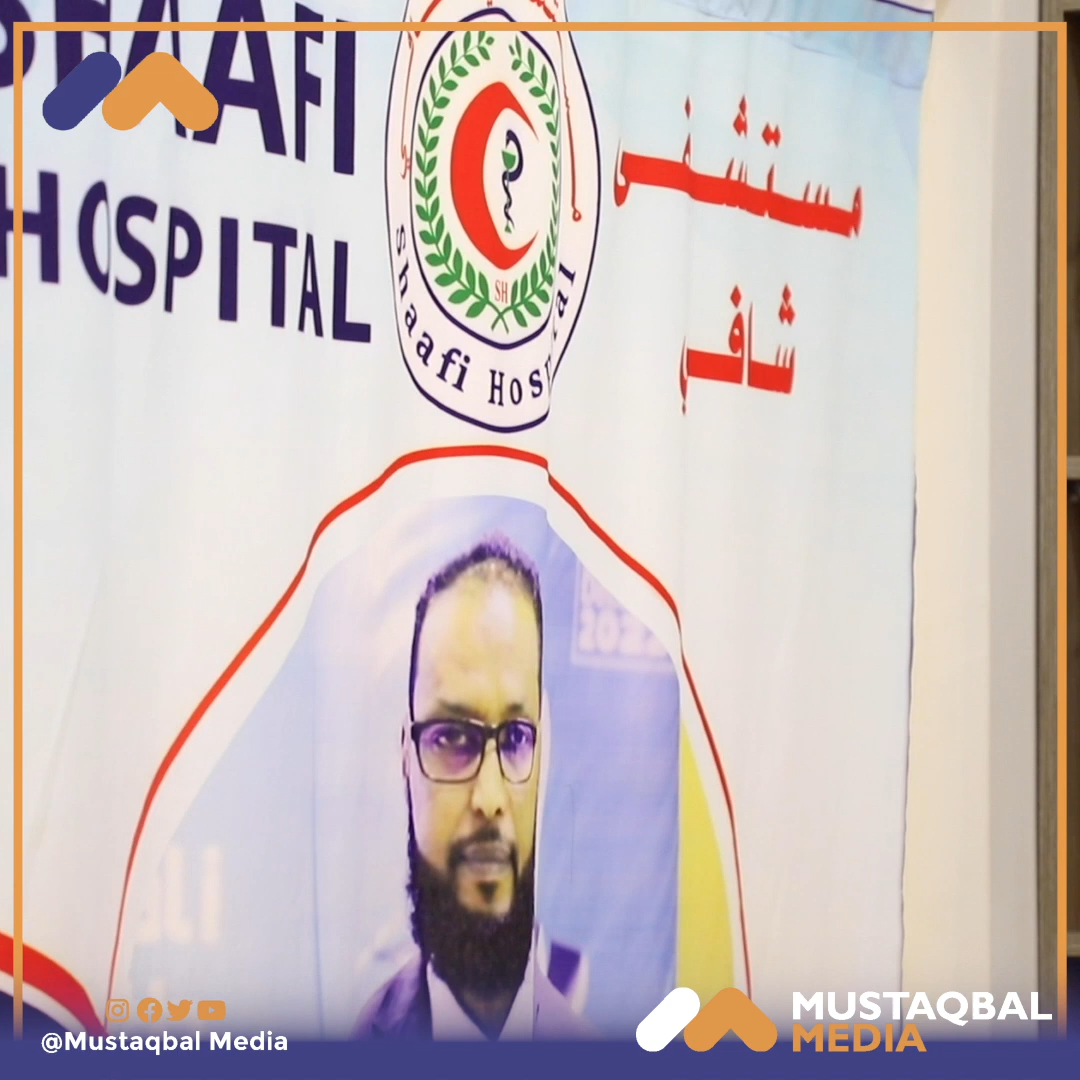 SHAAFI
HOSPITAL
مستشفى
شافي
SH
Shaafi Hospital
@Mustaqbal Media
MUSTAQBAL
MEDIA